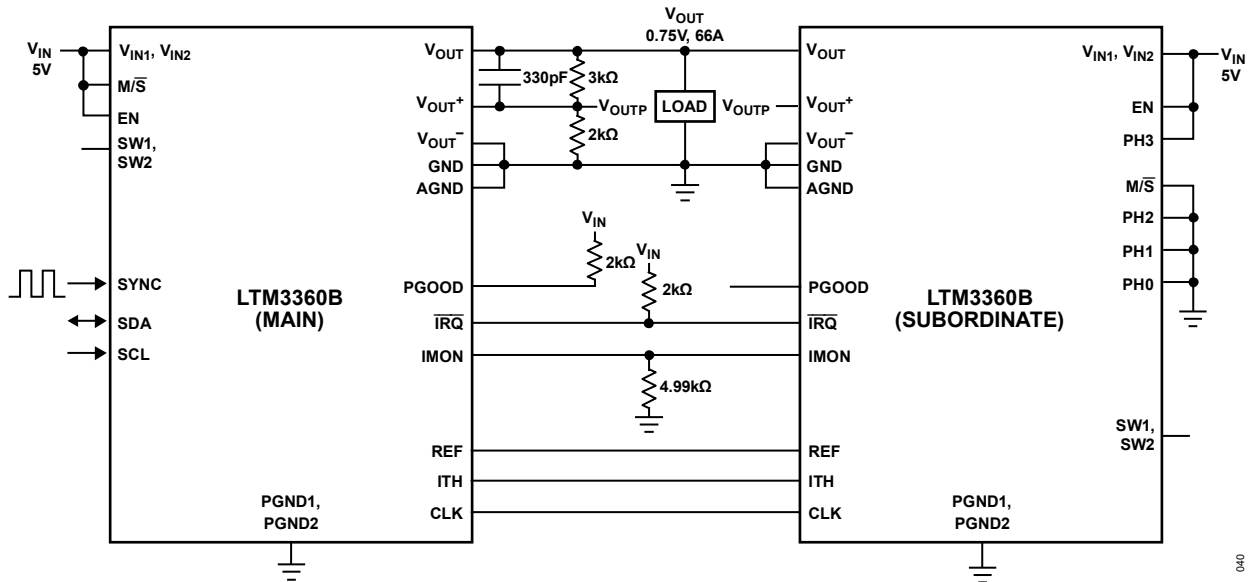 VOUT
0.75V, 66A
VIN
5V
VIN1, VIN2
M/S̅
EN
SW1,
SW2
SYNC
SDA
SCL
LTM3360B
(MAIN)
PGND1,
PGND2
VOUT
VOUT+
VOUT–
GND
AGND
PGOOD
I̅R̅Q̅
IMON
REF
ITH
CLK
330pF
3kΩ
VOUTP
2kΩ
LOAD
VOUTP
VIN
2kΩ
VIN
2kΩ
4.99kΩ
VOUT
VOUT+
VOUT–
GND
AGND
PGOOD
I̅R̅Q̅
IMON
REF
ITH
CLK
LTM3360B
(SUBORDINATE)
PGND1,
PGND2
VIN1, VIN2
EN
PH3
M/S̅
PH2
PH1
PH0
SW1,
SW2
VIN
5V
040